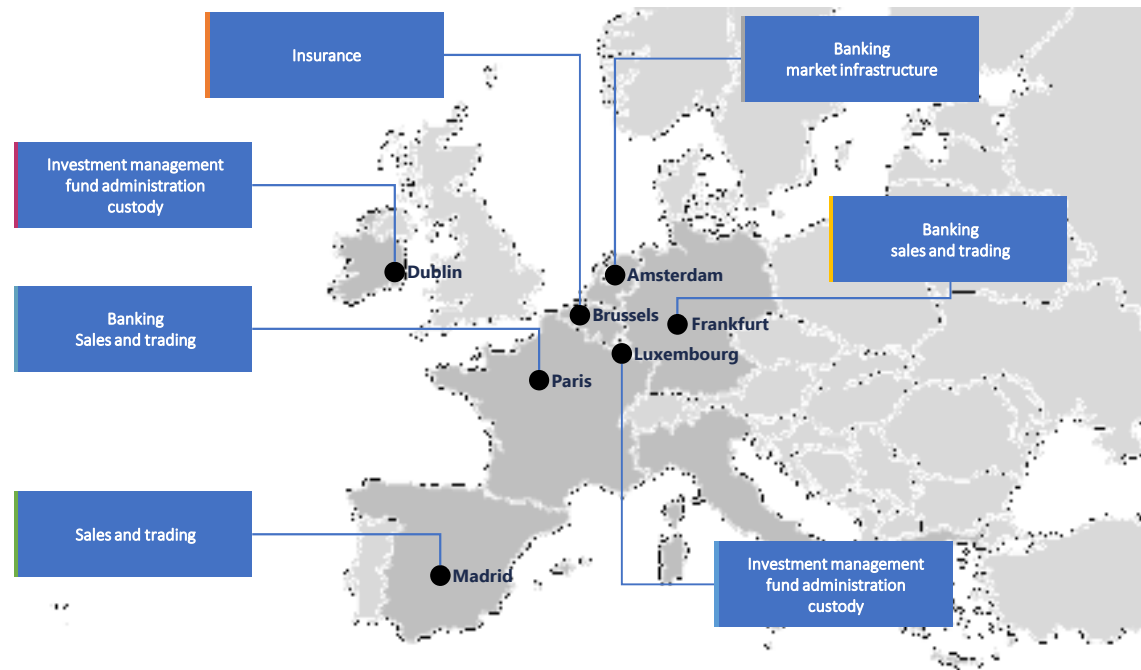 Insurance
Banking
market infrastructure
Investment management
fund administration
custody
Banking
sales and trading
Dublin
Amsterdam
Banking
Sales and trading
Brussels
Frankfurt
Luxembourg
Paris
Sales and trading
Madrid
Investment management
fund administration
custody